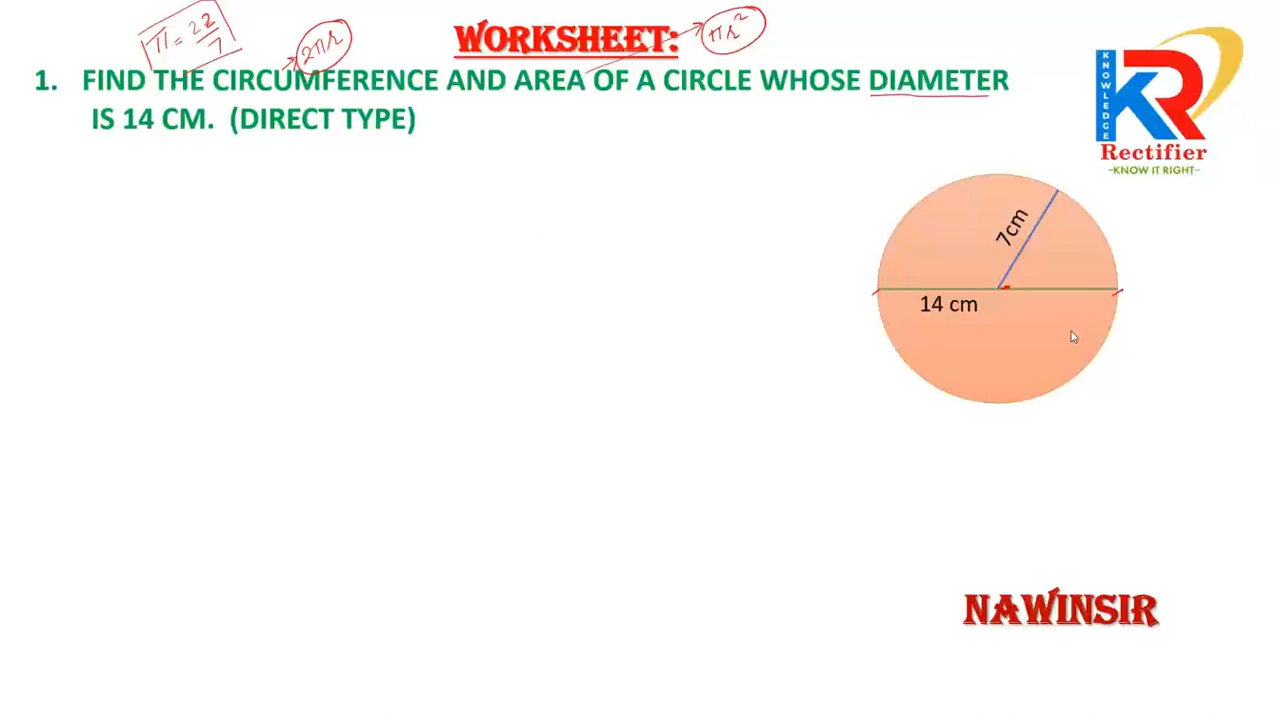 π = 22/7
2πr
WORKSHEET:
πr²
1. FIND THE CIRCUMFERENCE AND AREA OF A CIRCLE WHOSE DIAMETER
IS 14 CM. (DIRECT TYPE)
KNOWLEDGE
KR
Rectifier
-KNOW IT RIGHT-
7cm
14 cm
NAWINSIR